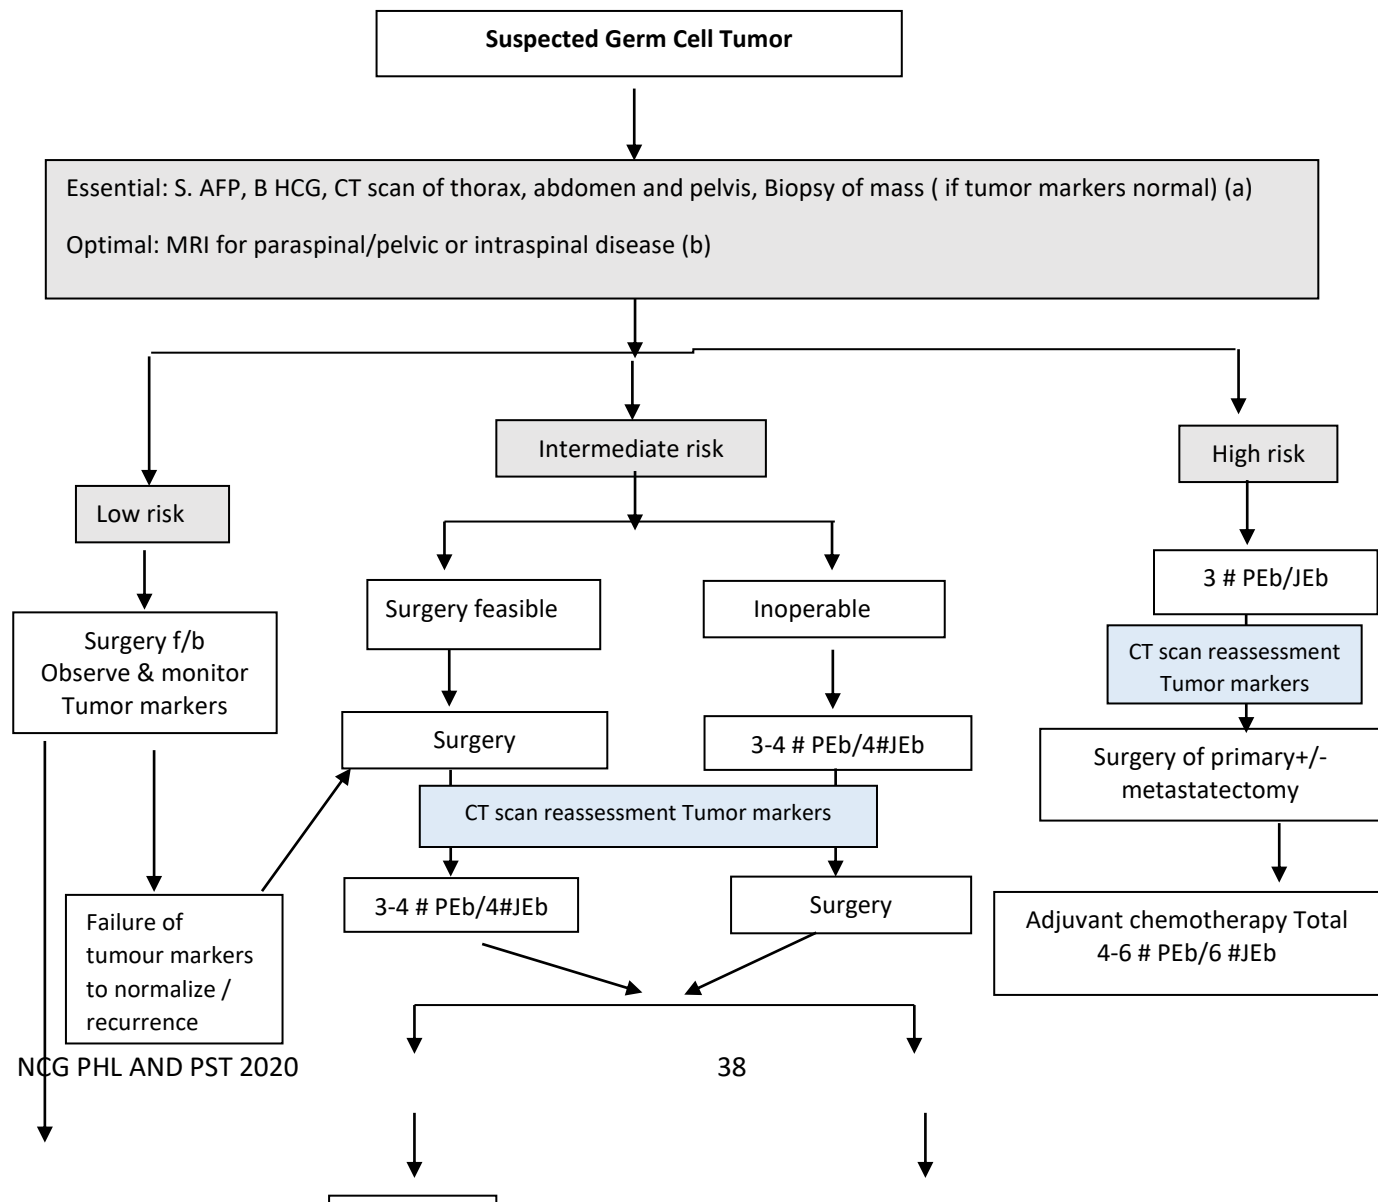 Suspected Germ Cell Tumor
Essential: S. AFP, B HCG, CT scan of thorax, abdomen and pelvis, Biopsy of mass ( if tumor markers normal) (a)
Optimal: MRI for paraspinal/pelvic or intraspinal disease (b)
Intermediate risk
High risk
Low risk
3 # PEb/JEb
Surgery feasible
Inoperable
Surgery f/b
Observe & monitor
Tumor markers
CT scan reassessment
Tumor markers
Surgery
3-4 # PEb/4#JEb
Surgery of primary+/-
metastatectomy
CT scan reassessment Tumor markers
3-4 # PEb/4#JEb
Surgery
Failure of
tumour markers
to normalize /
recurrence
Adjuvant chemotherapy Total
4-6 # PEb/6 #JEb
NCG PHL AND PST 2020
38